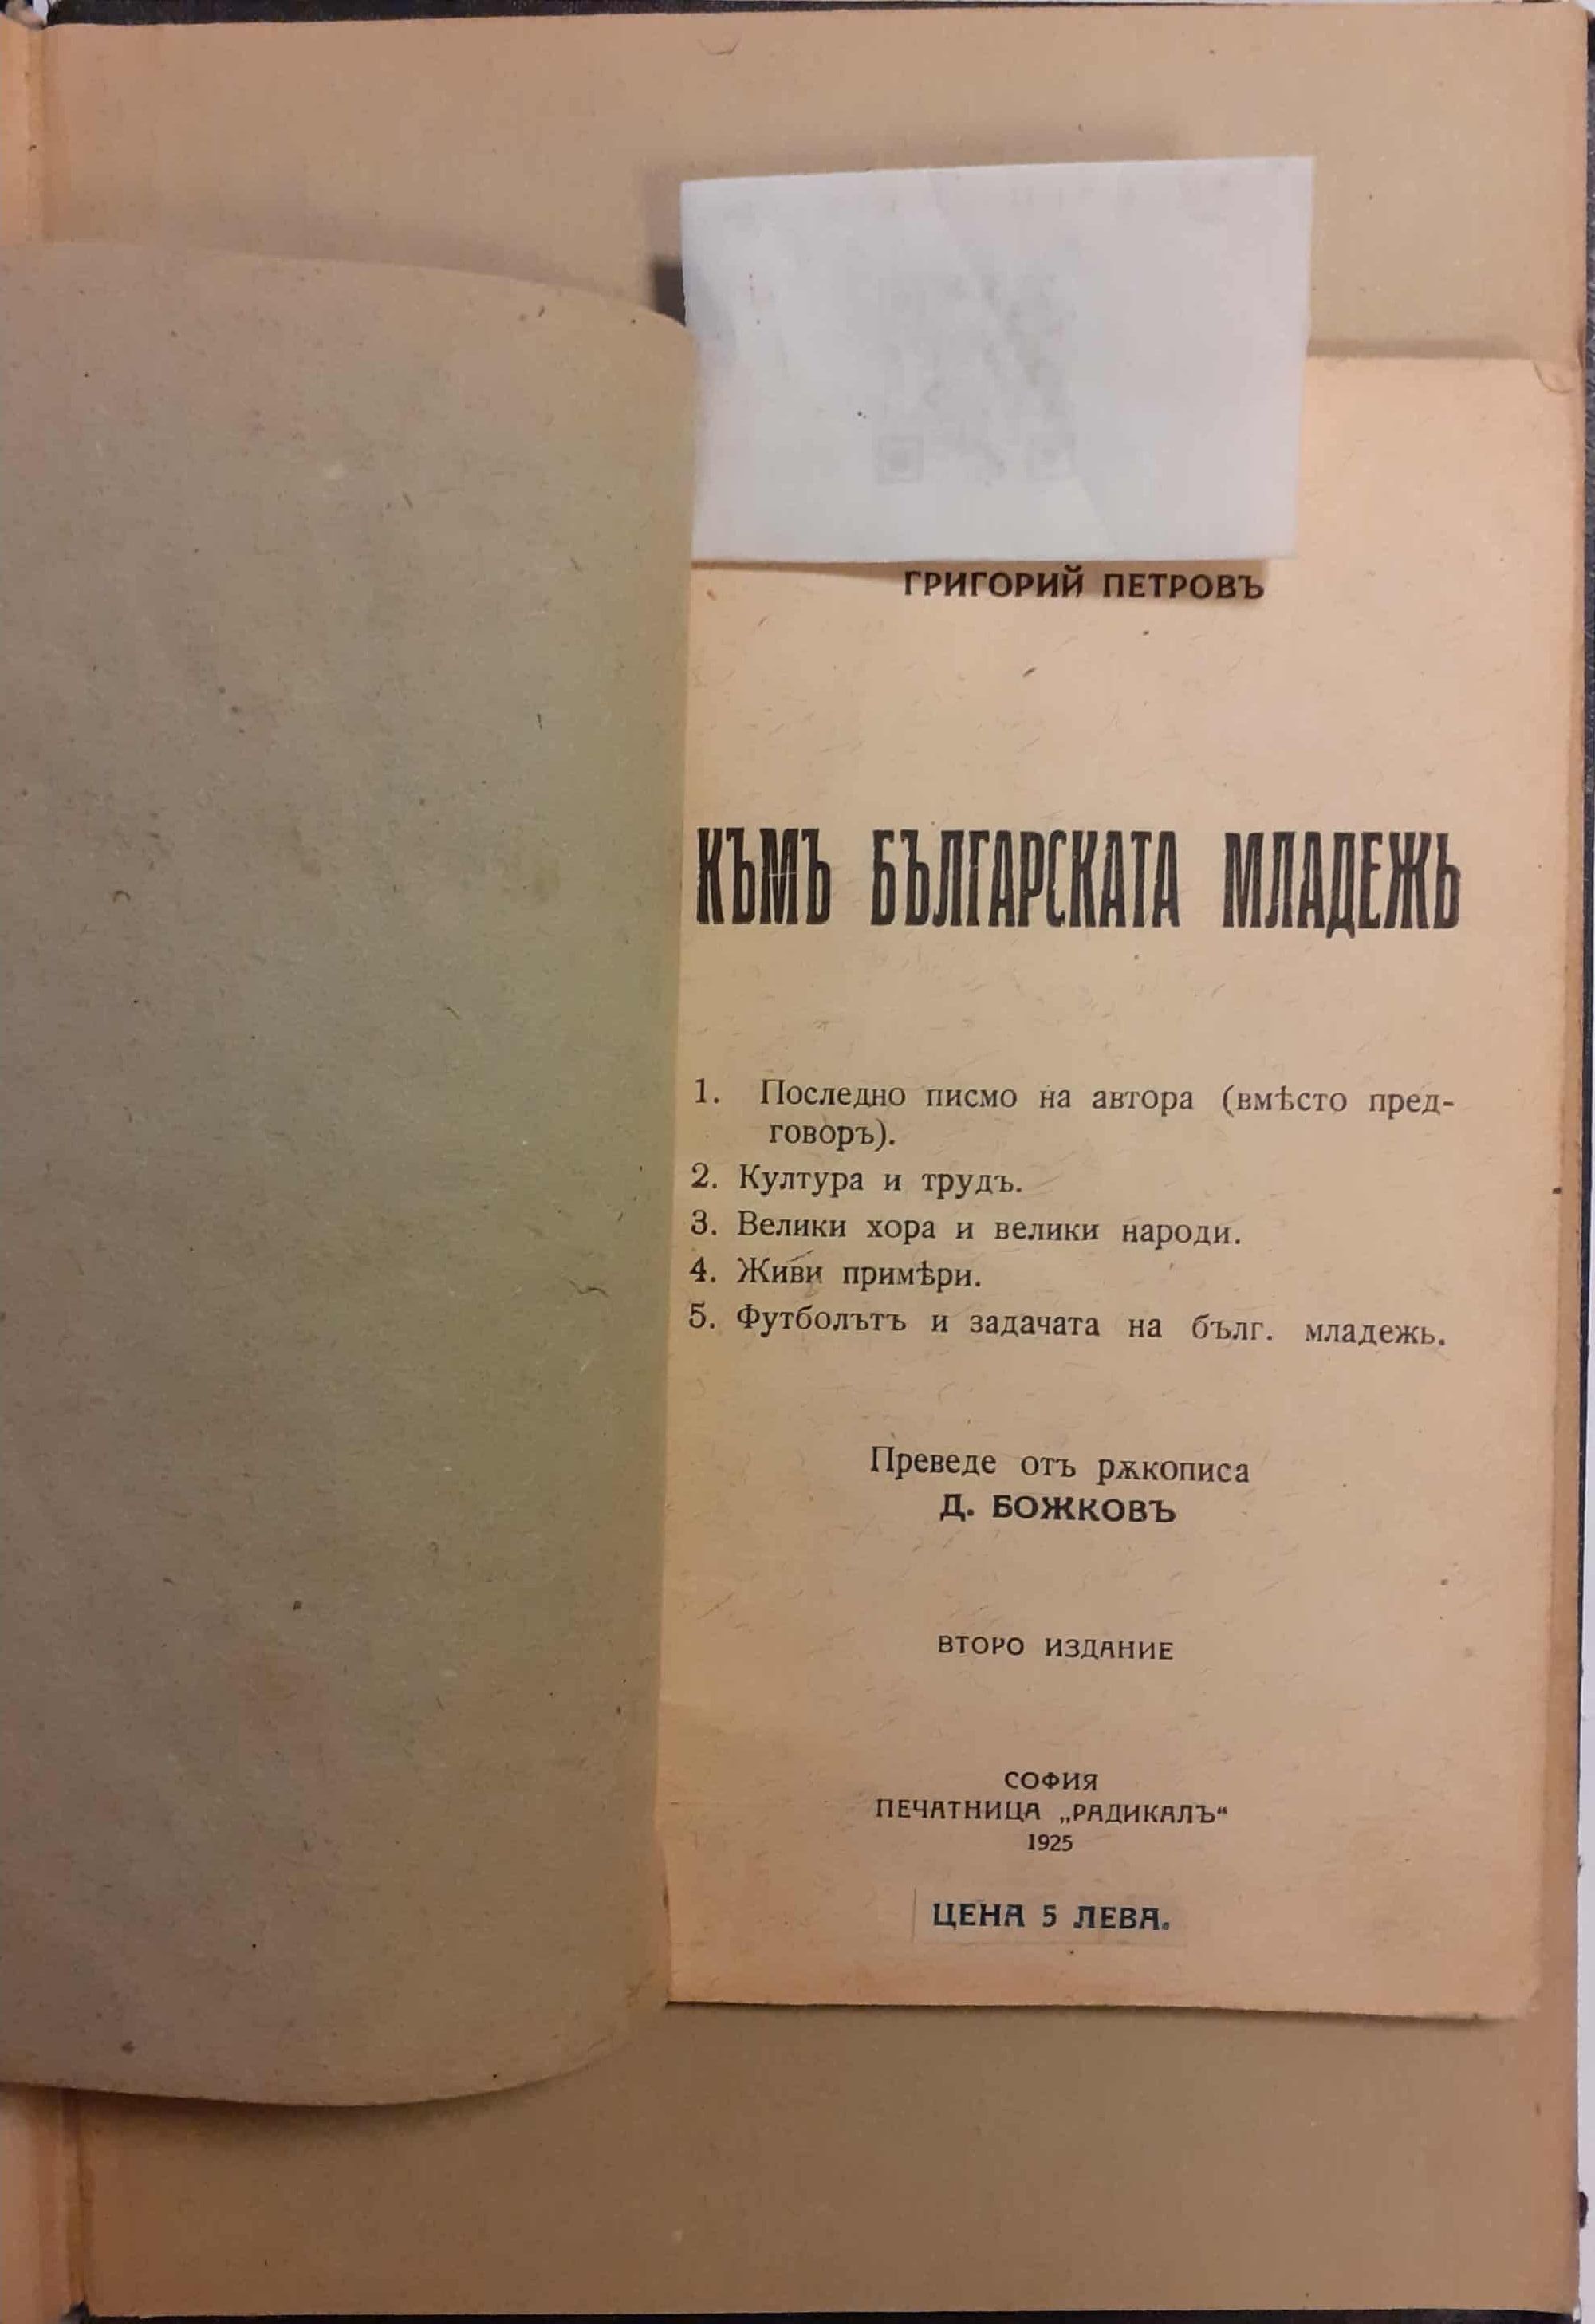 ГРИГОРИЙ ПЕТРОВЪ
КЪМЪ БЪЛГАРСКАТА МЛАДЕЖЬ
1. Последно писмо на автора (вмѣсто пред-
говоръ).
2. Култура и трудъ.
3. Велики хора и велики народи.
4. Живи примѣри.
5. Футболътъ и задачата на бълг. младежь.
Преведе отъ рѫкописа
Д. БОЖКОВЪ
ВТОРО ИЗДАНИЕ
СОФИЯ
ПЕЧАТНИЦА „РАДИКАЛЪ“
1925
ЦЕНА 5 ЛЕВА.